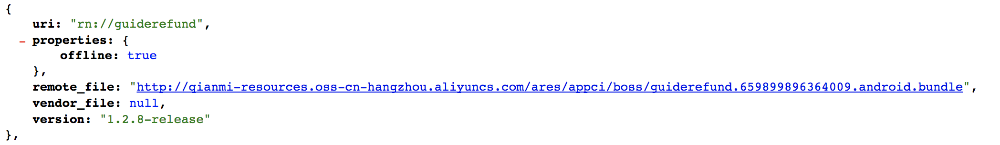 {
uri: "rn://guiderefund",
- properties: {
offline: true
},
remote_file: "http://qianmi-resources.oss-cn-hangzhou.aliyuncs.com/ares/appci/boss/guiderefund.659899896364009.android.bundle",
vendor_file: null,
version: "1.2.8-release"
},